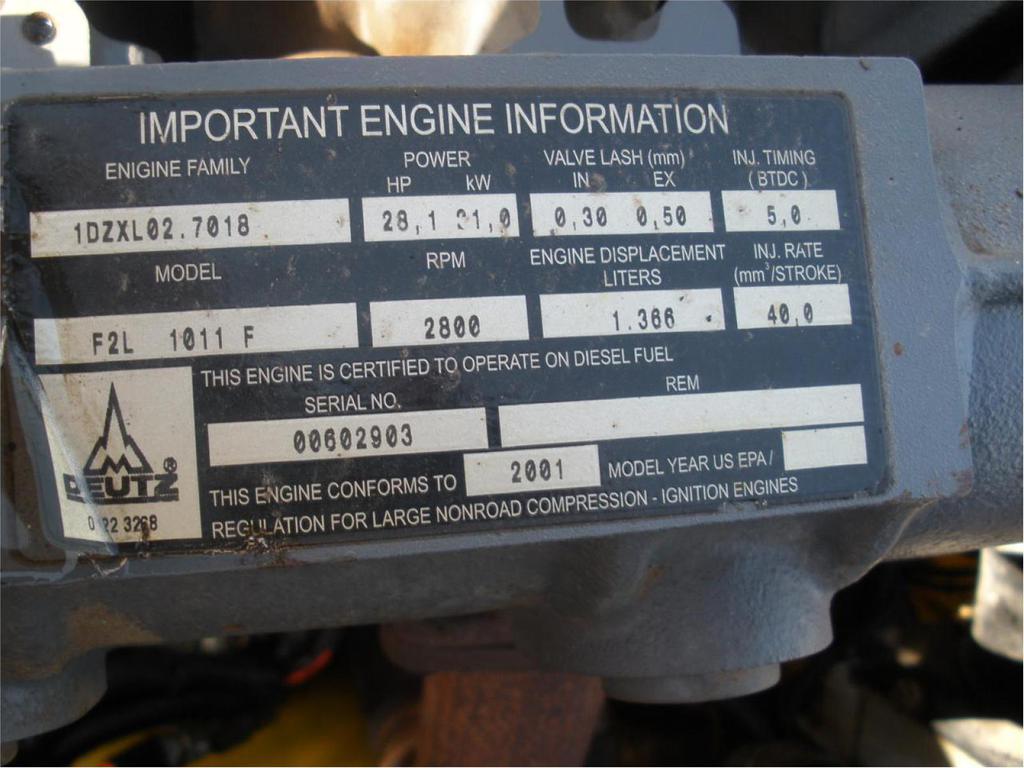 IMPORTANT ENGINE INFORMATION
ENIGINE FAMILY POWER VALVE LASH (mm) INJ. TIMING
HP kW IN EX ( BTDC )
1DZXL02.7018 28,1 21,0 0,30 0,50 5,0
MODEL RPM ENGINE DISPLACEMENT LITERS INJ. RATE (mm³/STROKE)
F2L 1011 F 2800 1.366 40,0
THIS ENGINE IS CERTIFIED TO OPERATE ON DIESEL FUEL
SERIAL NO. REM
00602903
THIS ENGINE CONFORMS TO 2001 MODEL YEAR US EPA /
REGULATION FOR LARGE NONROAD COMPRESSION - IGNITION ENGINES
DEUTZ®